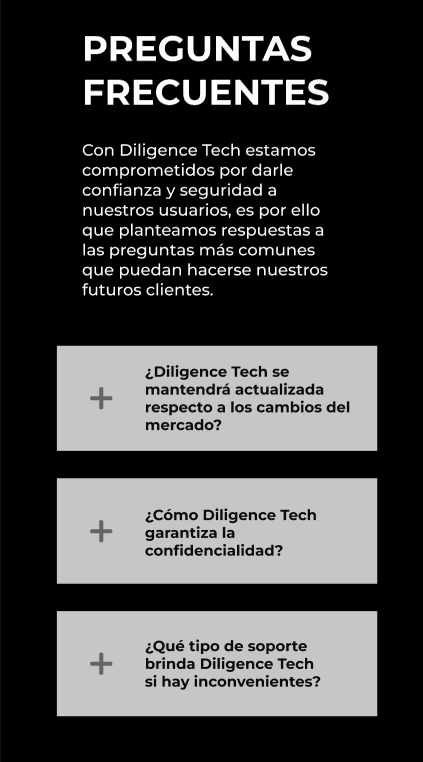 PREGUNTAS
FRECUENTES
Con Diligence Tech estamos
comprometidos por darle
confianza y seguridad a
nuestros usuarios, es por ello
que planteamos respuestas a
las preguntas más comunes
que puedan hacerse nuestros
futuros clientes.
¿Diligence Tech se
mantendrá actualizada
respecto a los cambios del
mercado?
¿Cómo Diligence Tech
garantiza la
confidencialidad?
¿Qué tipo de soporte
brinda Diligence Tech
si hay inconvenientes?